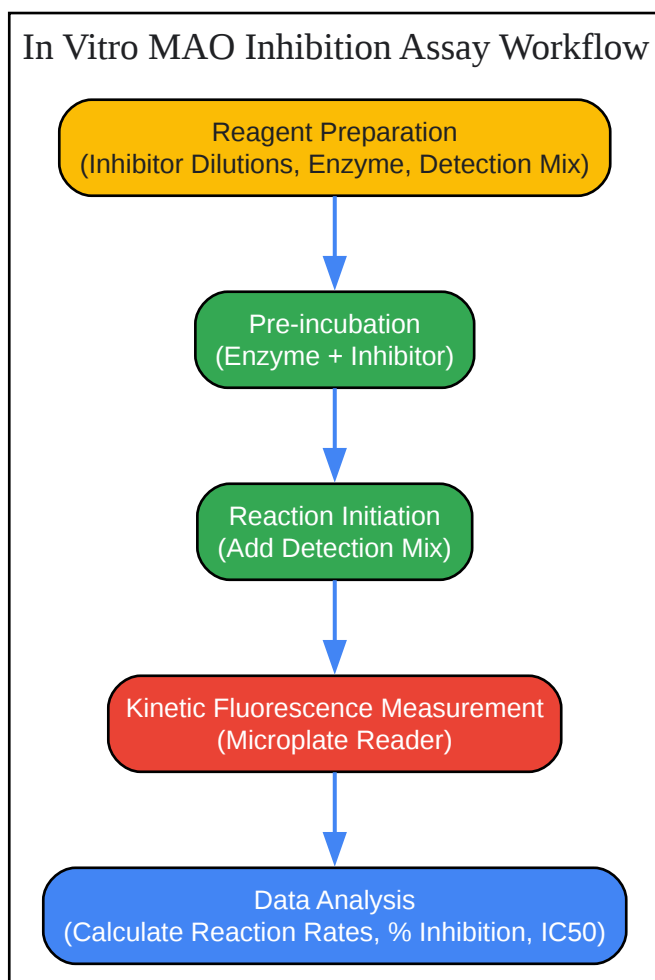 In Vitro MAO Inhibition Assay Workflow
Reagent Preparation
(Inhibitor Dilutions, Enzyme, Detection Mix)
Pre-incubation
(Enzyme + Inhibitor)
Reaction Initiation
(Add Detection Mix)
Kinetic Fluorescence Measurement
(Microplate Reader)
Data Analysis
(Calculate Reaction Rates, % Inhibition, IC50)